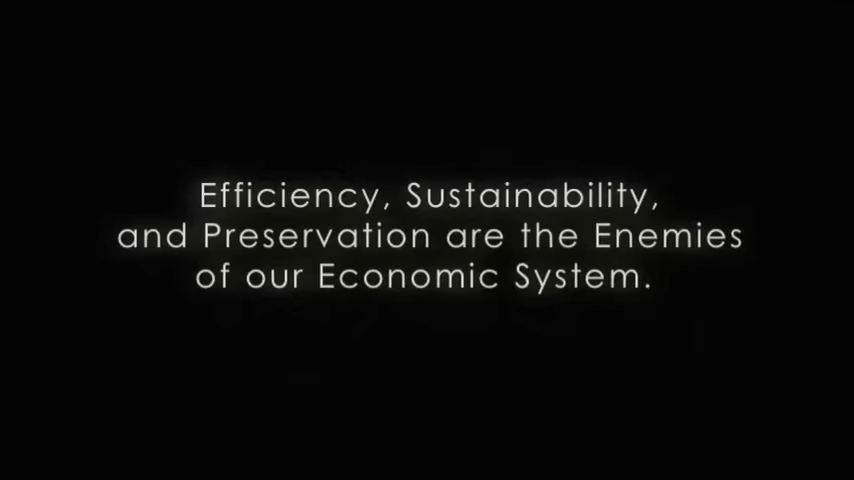 Efficiency, Sustainability,
and Preservation are the Enemies
of our Economic System.